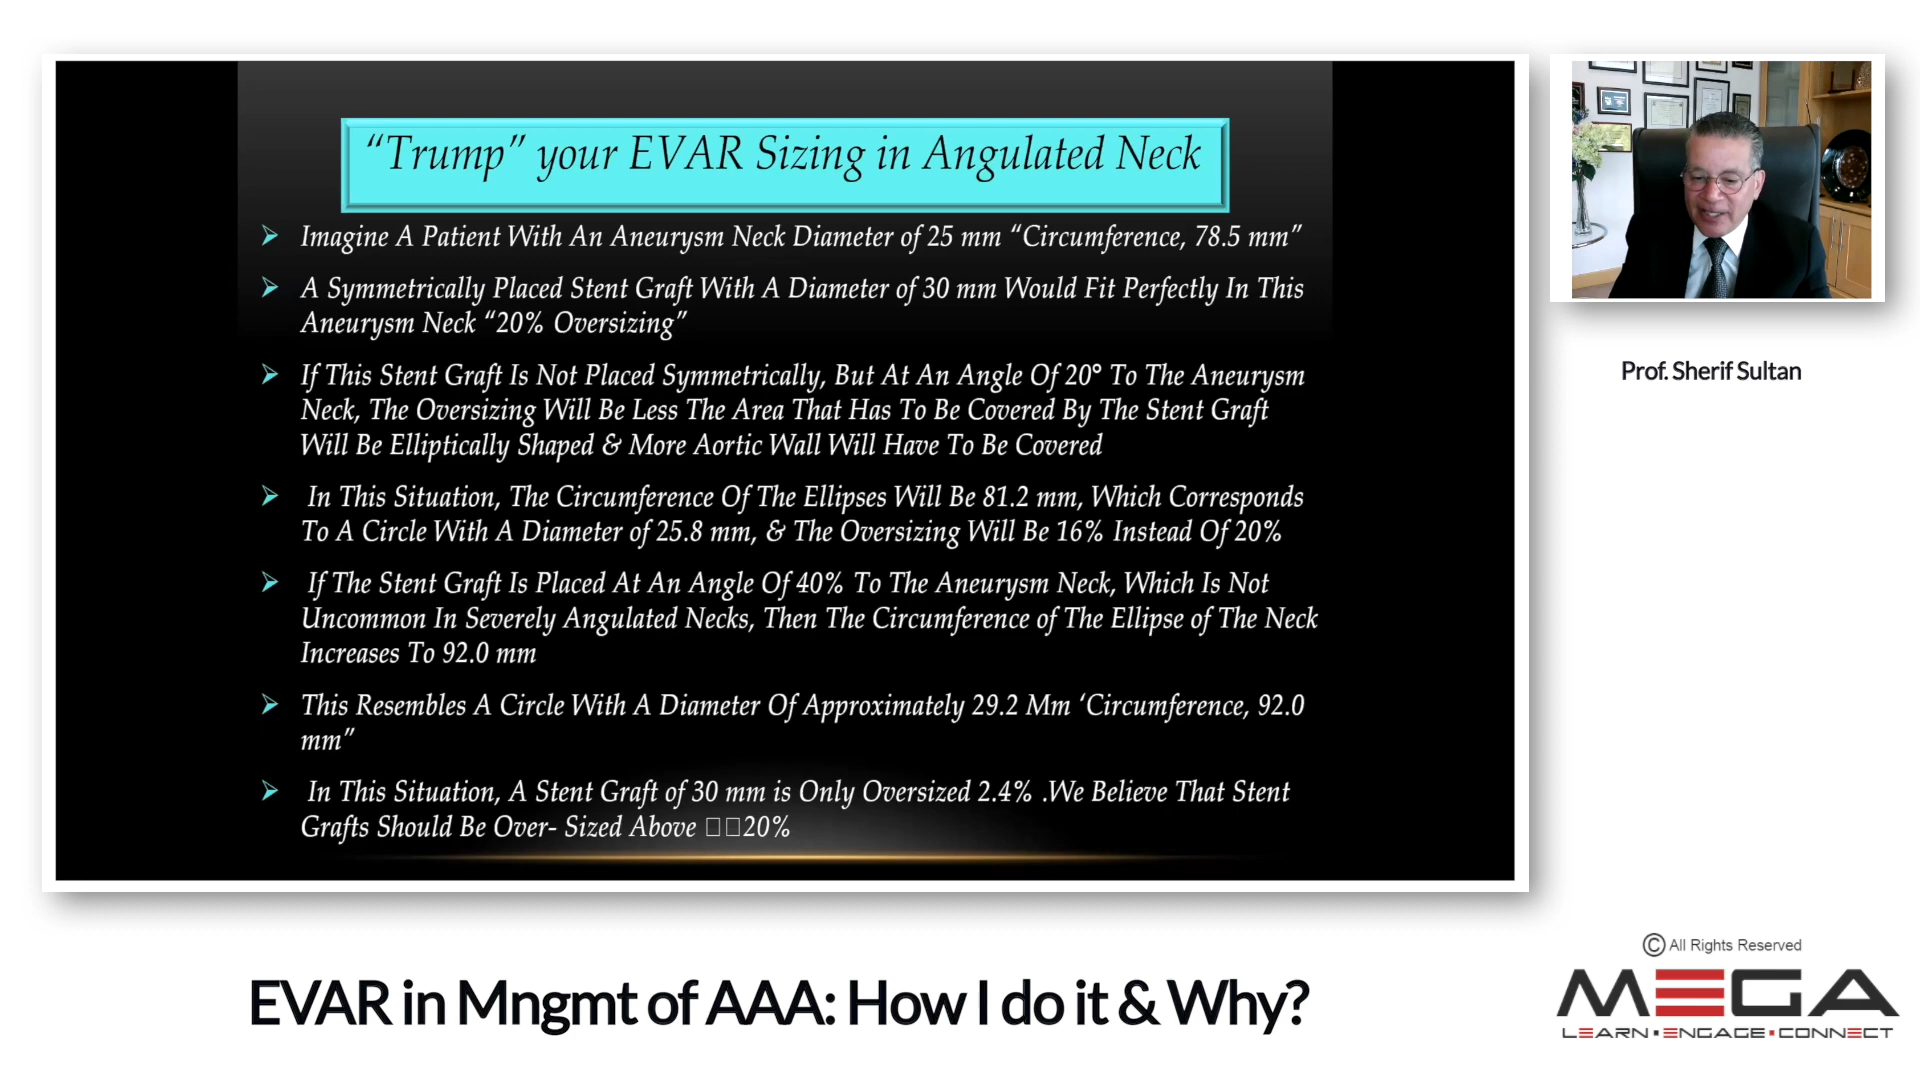 “Trump” your EVAR Sizing in Angulated Neck
Imagine A Patient With An Aneurysm Neck Diameter of 25 mm “Circumference, 78.5 mm”
A Symmetrically Placed Stent Graft With A Diameter of 30 mm Would Fit Perfectly In This
Aneurysm Neck “20% Oversizing”
If This Stent Graft Is Not Placed Symmetrically, But At An Angle Of 20° To The Aneurysm
Neck, The Oversizing Will Be Less The Area That Has To Be Covered By The Stent Graft
Will Be Elliptically Shaped & More Aortic Wall Will Have To Be Covered
In This Situation, The Circumference Of The Ellipses Will Be 81.2 mm, Which Corresponds
To A Circle With A Diameter of 25.8 mm, & The Oversizing Will Be 16% Instead Of 20%
If The Stent Graft Is Placed At An Angle Of 40% To The Aneurysm Neck, Which Is Not
Uncommon In Severely Angulated Necks, Then The Circumference of The Ellipse of The Neck
Increases To 92.0 mm
This Resembles A Circle With A Diameter Of Approximately 29.2 Mm ‘Circumference, 92.0
mm”
In This Situation, A Stent Graft of 30 mm is Only Oversized 2.4% .We Believe That Stent
Grafts Should Be Over- Sized Above □□20%
Prof. Sherif Sultan
EVAR in Mngmt of AAA: How I do it & Why?
© All Rights Reserved
MEGA
LEARN▪ENGAGE▪CONNECT